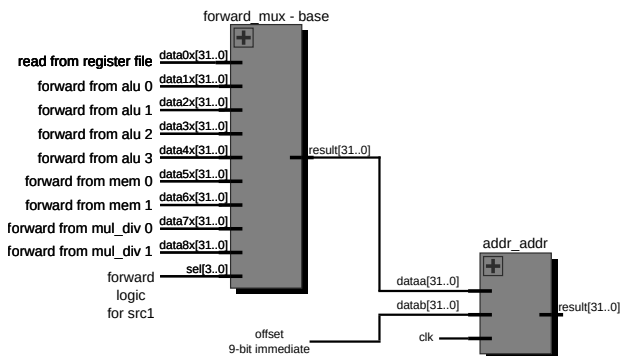 forward_mux - base
read from register file data0x[31..0]
forward from alu 0 data1x[31..0]
forward from alu 1 data2x[31..0]
forward from alu 2 data3x[31..0]
forward from alu 3 data4x[31..0] result[31..0]
forward from mem 0 data5x[31..0]
forward from mem 1 data6x[31..0]
forward from mul_div 0 data7x[31..0]
forward from mul_div 1 data8x[31..0]
forward sel[3..0]
logic
for src1
addr_addr
dataa[31..0]
datab[31..0] result[31..0]
offset clk
9-bit immediate